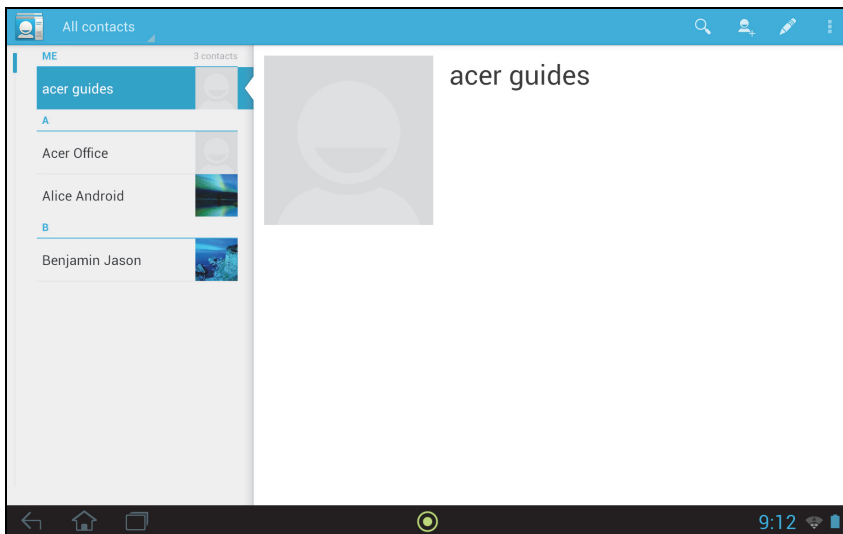 All contacts
ME 3 contacts
acer guides
A
Acer Office
Alice Android
B
Benjamin Jason
acer guides
9:12